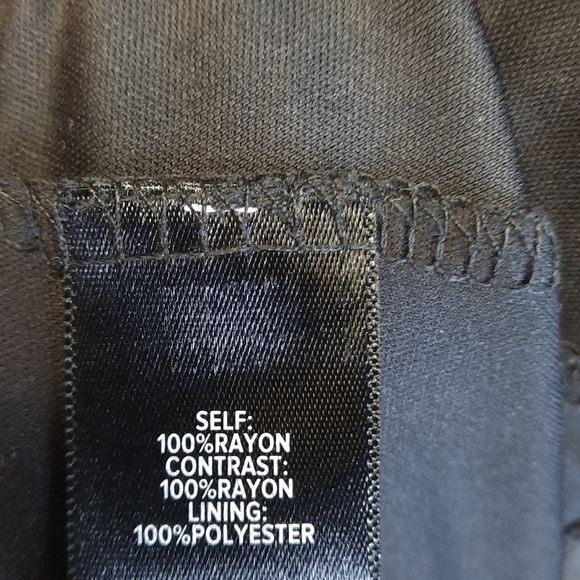 SELF:
100%RAYON
CONTRAST:
100%RAYON
LINING:
100%POLYESTER